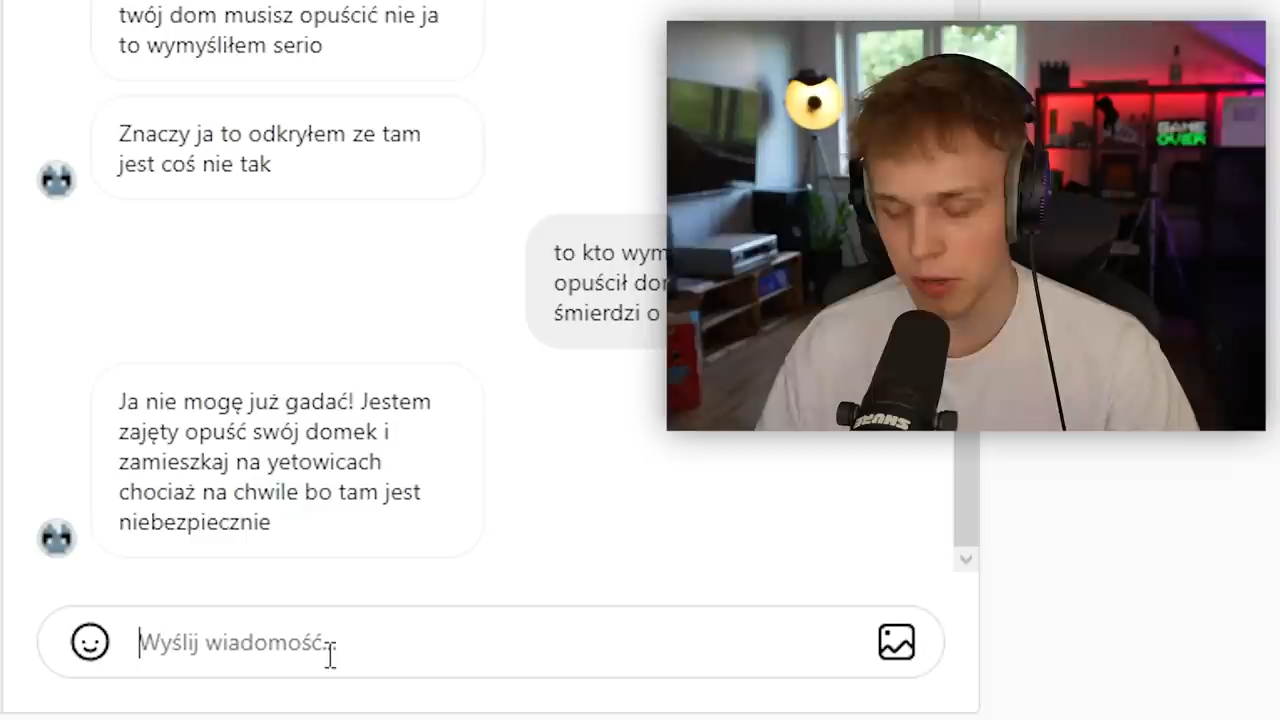 twój dom musisz opuścić nie ja
to wymyśliłem serio
Znaczy ja to odkryłem ze tam
jest coś nie tak
to kto wym
opuścił dor
śmierdzi o
Ja nie mogę już gadać! Jestem
zajęty opuść swój domek i
zamieszkaj na yetowicach
chociaż na chwile bo tam jest
niebezpiecznie
Wyślij wiadomość...
GAME
OVER
SHURE